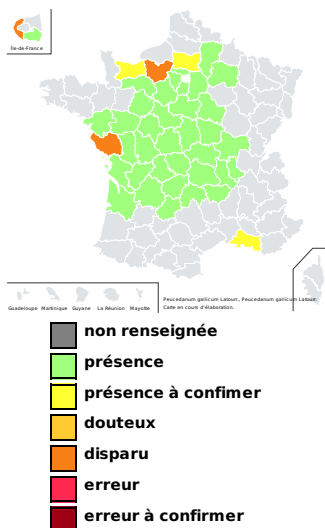 Île-de-France
Guadeloupe Martinique Guyane La Réunion Mayotte
Peucedanum gallicum Latourr., Peucedanum gallicum Latourr.
Carte en cours d'élaboration.
non renseignée
présence
présence à confimer
douteux
disparu
erreur
erreur à confirmer